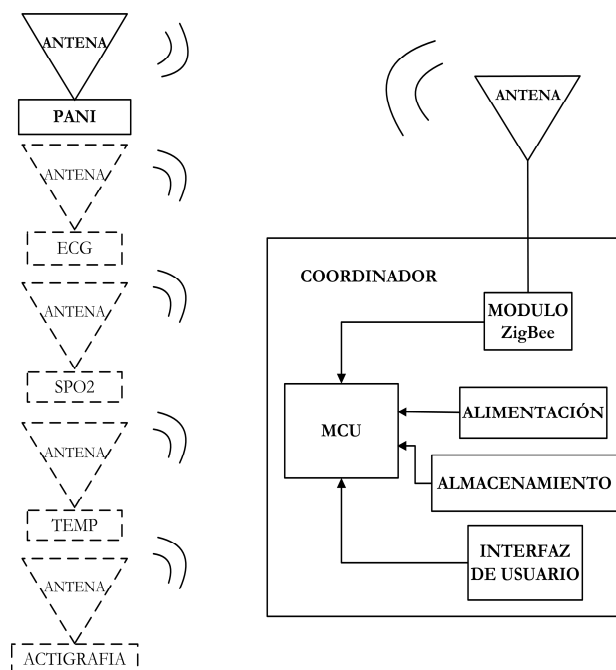 ANTENA
PANI
ANTENA
ECG
ANTENA
SPO2
ANTENA
TEMP
ANTENA
ACTIGRAFIA
ANTENA
COORDINADOR
MODULO
ZigBee
MCU
ALIMENTACIÓN
ALMACENAMIENTO
INTERFAZ
DE USUARIO